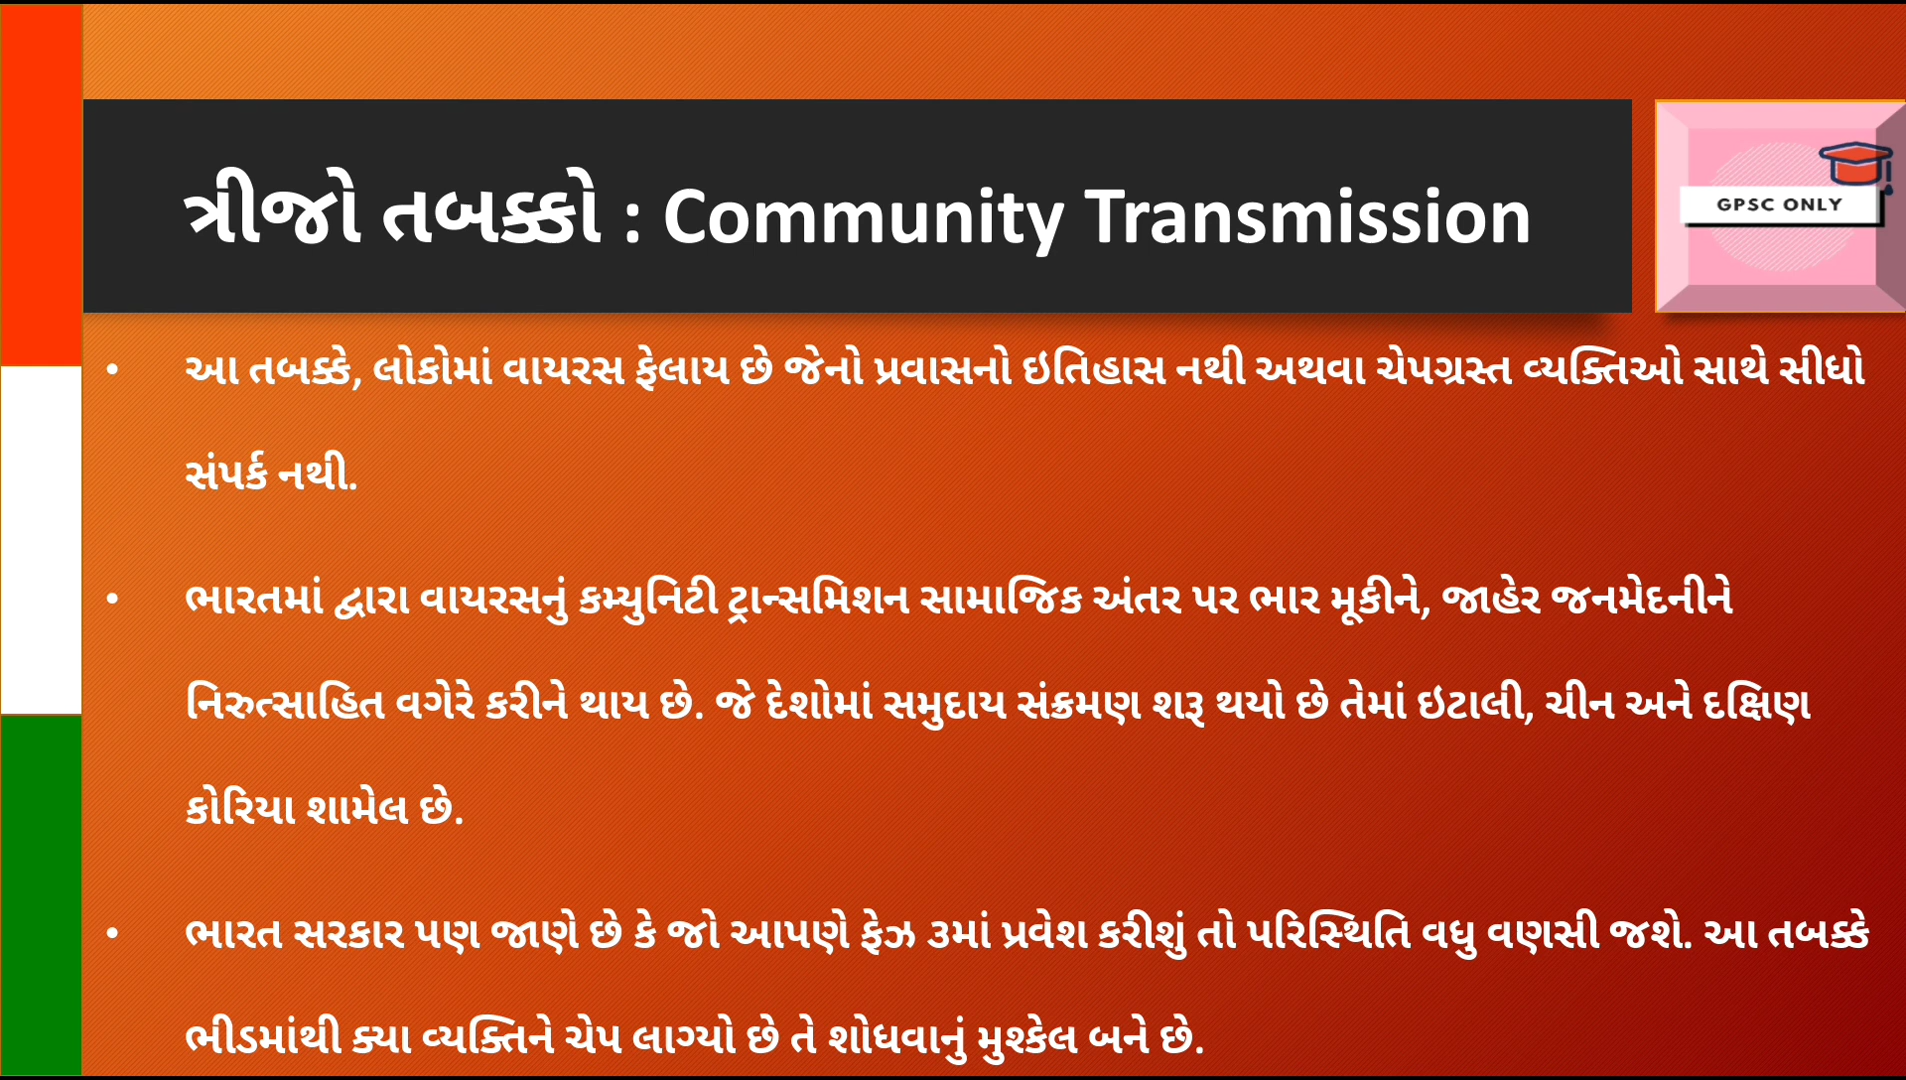 ત્રીજો તબક્કો : Community Transmission
GPSC ONLY
• આ તબક્કે, લોકોમાં વાયરસ ફેલાય છે જેનો પ્રવાસનો ઇતિહાસ નથી અથવા ચેપગ્રસ્ત વ્યક્તિઓ સાથે સીધો
સંપર્ક નથી.
• ભારતમાં દ્વારા વાયરસનું કમ્યુનિટી ટ્રાન્સમિશન સામાજિક અંતર પર ભાર મૂકીને, જાહેર જનમેદનીને
નિરુત્સાહિત વગેરે કરીને થાય છે. જે દેશોમાં સમુદાય સંક્રમણ શરૂ થયો છે તેમાં ઇટાલી, ચીન અને દક્ષિણ
કોરિયા શામેલ છે.
• ભારત સરકાર પણ જાણે છે કે જો આપણે ફેઝ ૩માં પ્રવેશ કરીશું તો પરિસ્થિતિ વધુ વણસી જશે. આ તબક્કે
ભીડમાંથી ક્યા વ્યક્તિને ચેપ લાગ્યો છે તે શોધવાનું મુશ્કેલ બને છે.